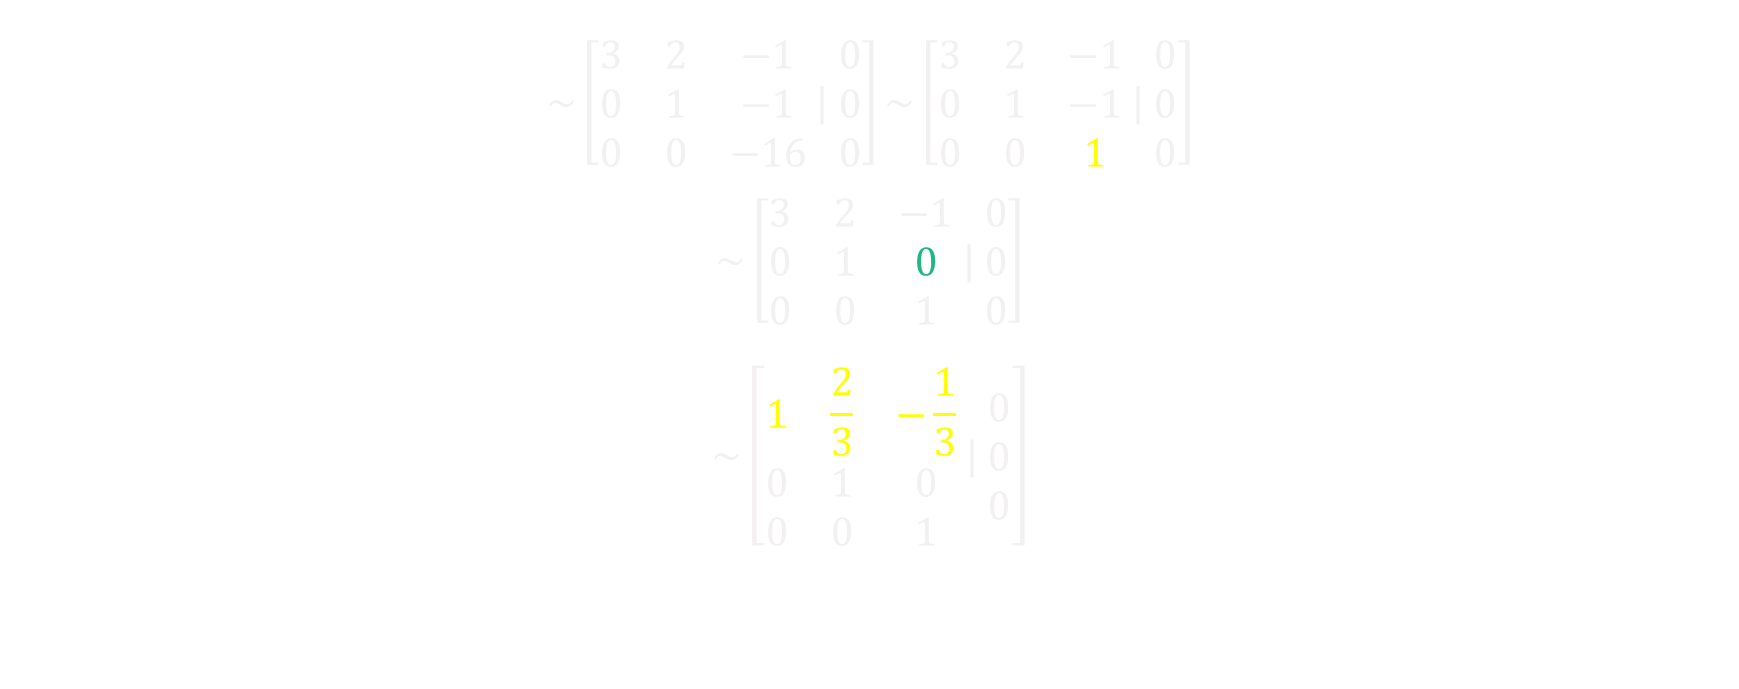 ~ [3 2 −1 0 ~ [3 2 −1 0
0 1 −1 | 0 0 1 −1 | 0
0 0 −16 0] 0 0 1 0]
~ [3 2 −1 0
0 1 0 | 0
0 0 1 0]
~ [1 2/3 −1/3 0
0 1 0 | 0
0 0 1 0]